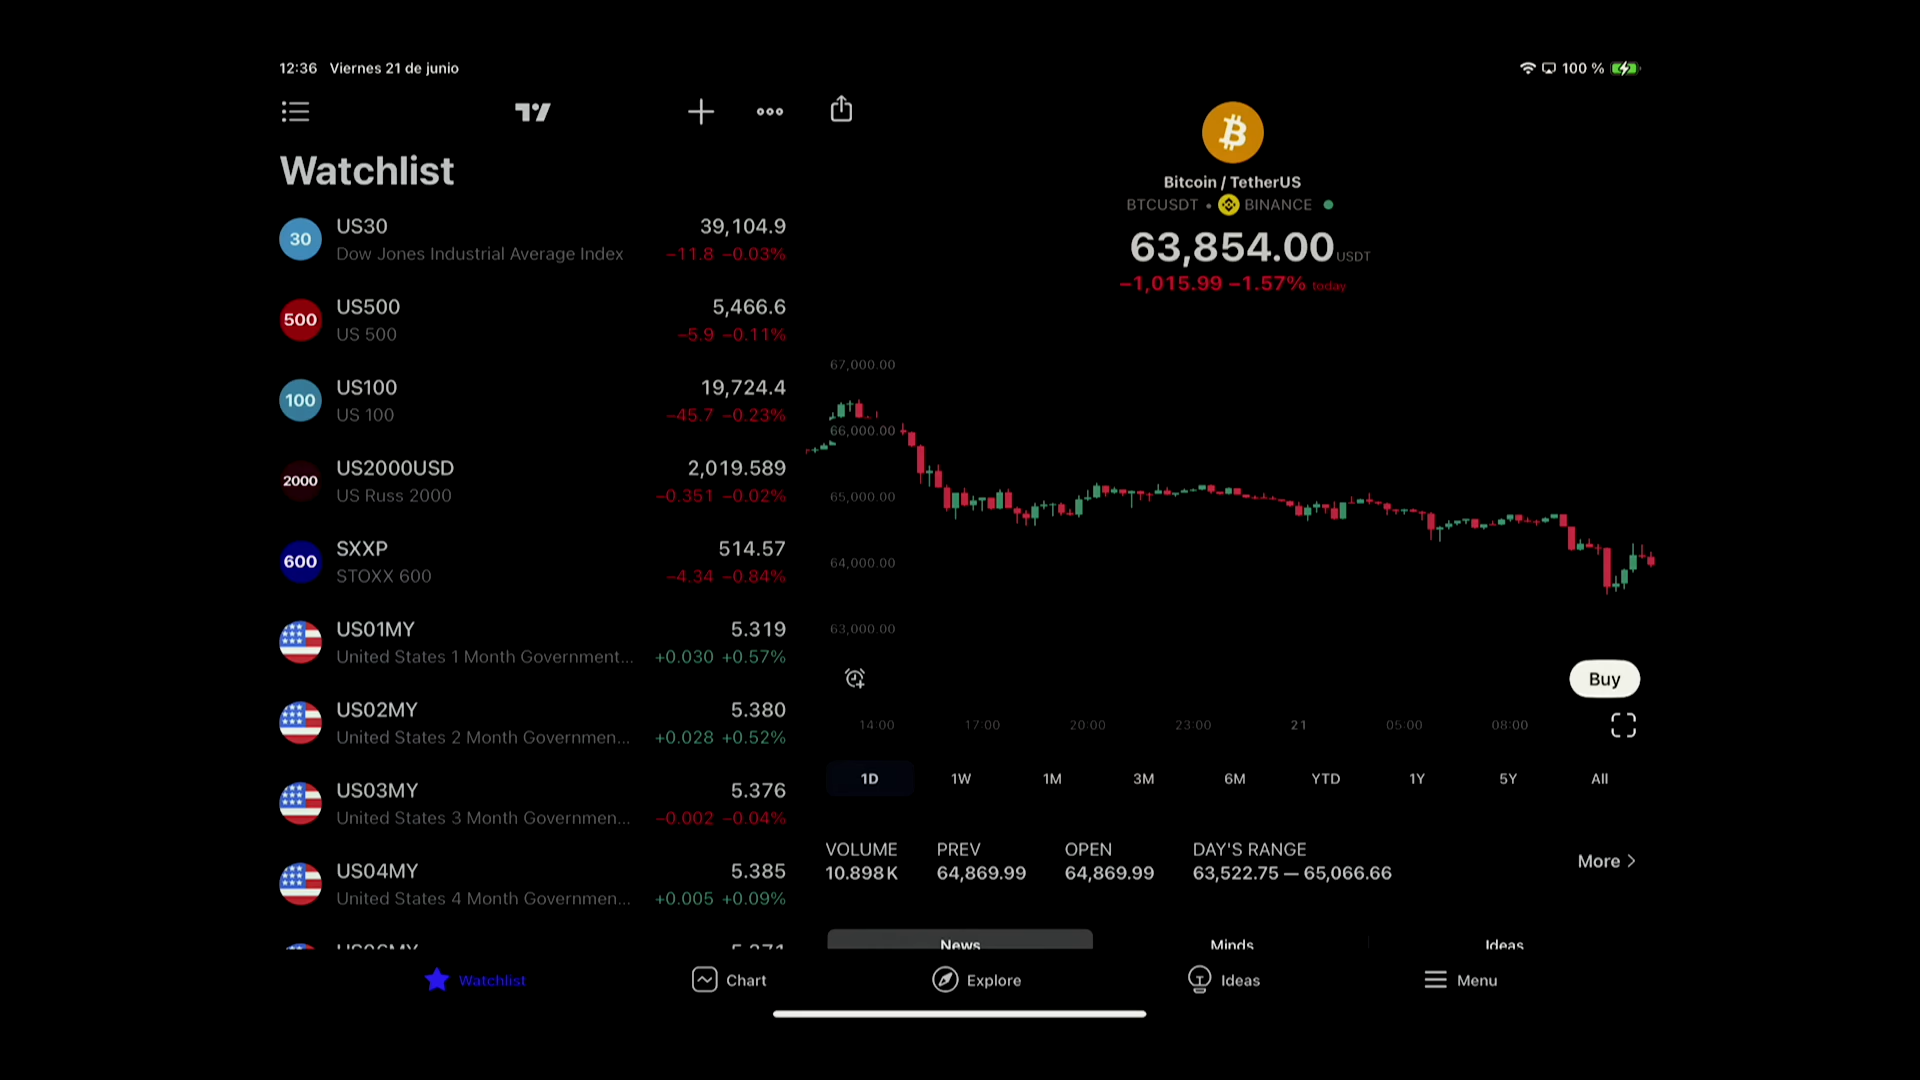 12:36 Viernes 21 de junio
100 %
Watchlist
30
US30
39,104.9
Dow Jones Industrial Average Index
−11.8 −0.03%
500
US500
5,466.6
US 500
−5.9 −0.11%
100
US100
19,724.4
US 100
−45.7 −0.23%
2000
US2000USD
2,019.589
US Russ 2000
−0.351 −0.02%
600
SXXP
514.57
STOXX 600
−4.34 −0.84%
US01MY
5.319
United States 1 Month Government...
+0.030 +0.57%
US02MY
5.380
United States 2 Month Governmen...
+0.028 +0.52%
US03MY
5.376
United States 3 Month Governmen...
−0.002 −0.04%
US04MY
5.385
United States 4 Month Governmen...
+0.005 +0.09%
Bitcoin / TetherUS
BTCUSDT • BINANCE
63,854.00 USDT
−1,015.99 −1.57% today
67,000.00
66,000.00
65,000.00
64,000.00
63,000.00
Buy
14:00 17:00 20:00 23:00 21 05:00 08:00
1D 1W 1M 3M 6M YTD 1Y 5Y All
VOLUME PREV OPEN DAY'S RANGE
10.898K 64,869.99 64,869.99 63,522.75 — 65,066.66
More
News Minds Ideas
Watchlist Chart Explore Ideas Menu